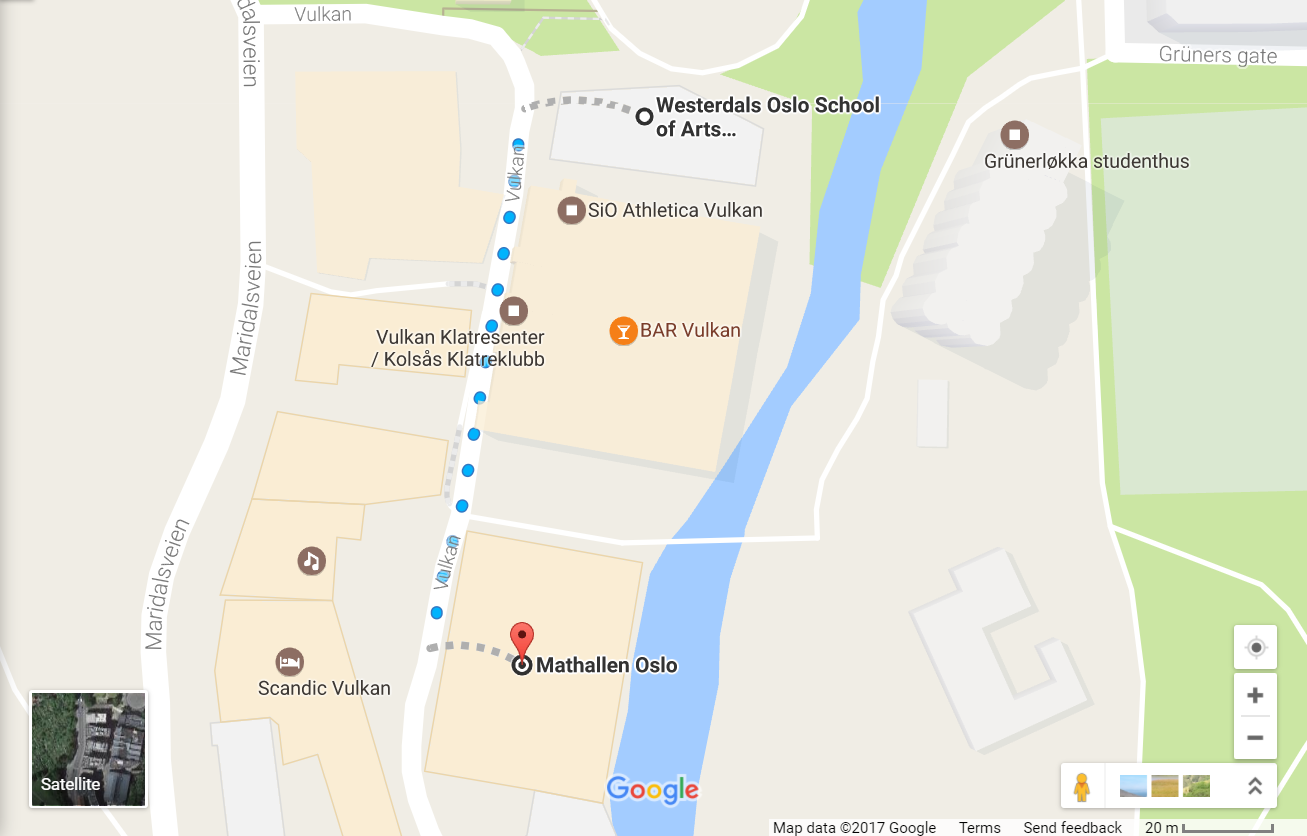 Vulkan
Maridalsveien
Grüners gate
Westerdals Oslo School
of Arts...
Grünerløkka studenthus
Vulkan
SiO Athletica Vulkan
Maridalsveien
BAR Vulkan
Vulkan Klatresenter
/ Kolsås Klatreklubb
Vulkan
Maridalsveien
Mathallen Oslo
Scandic Vulkan
Satellite
Google
Map data ©2017 Google
Terms
Send feedback
20 m